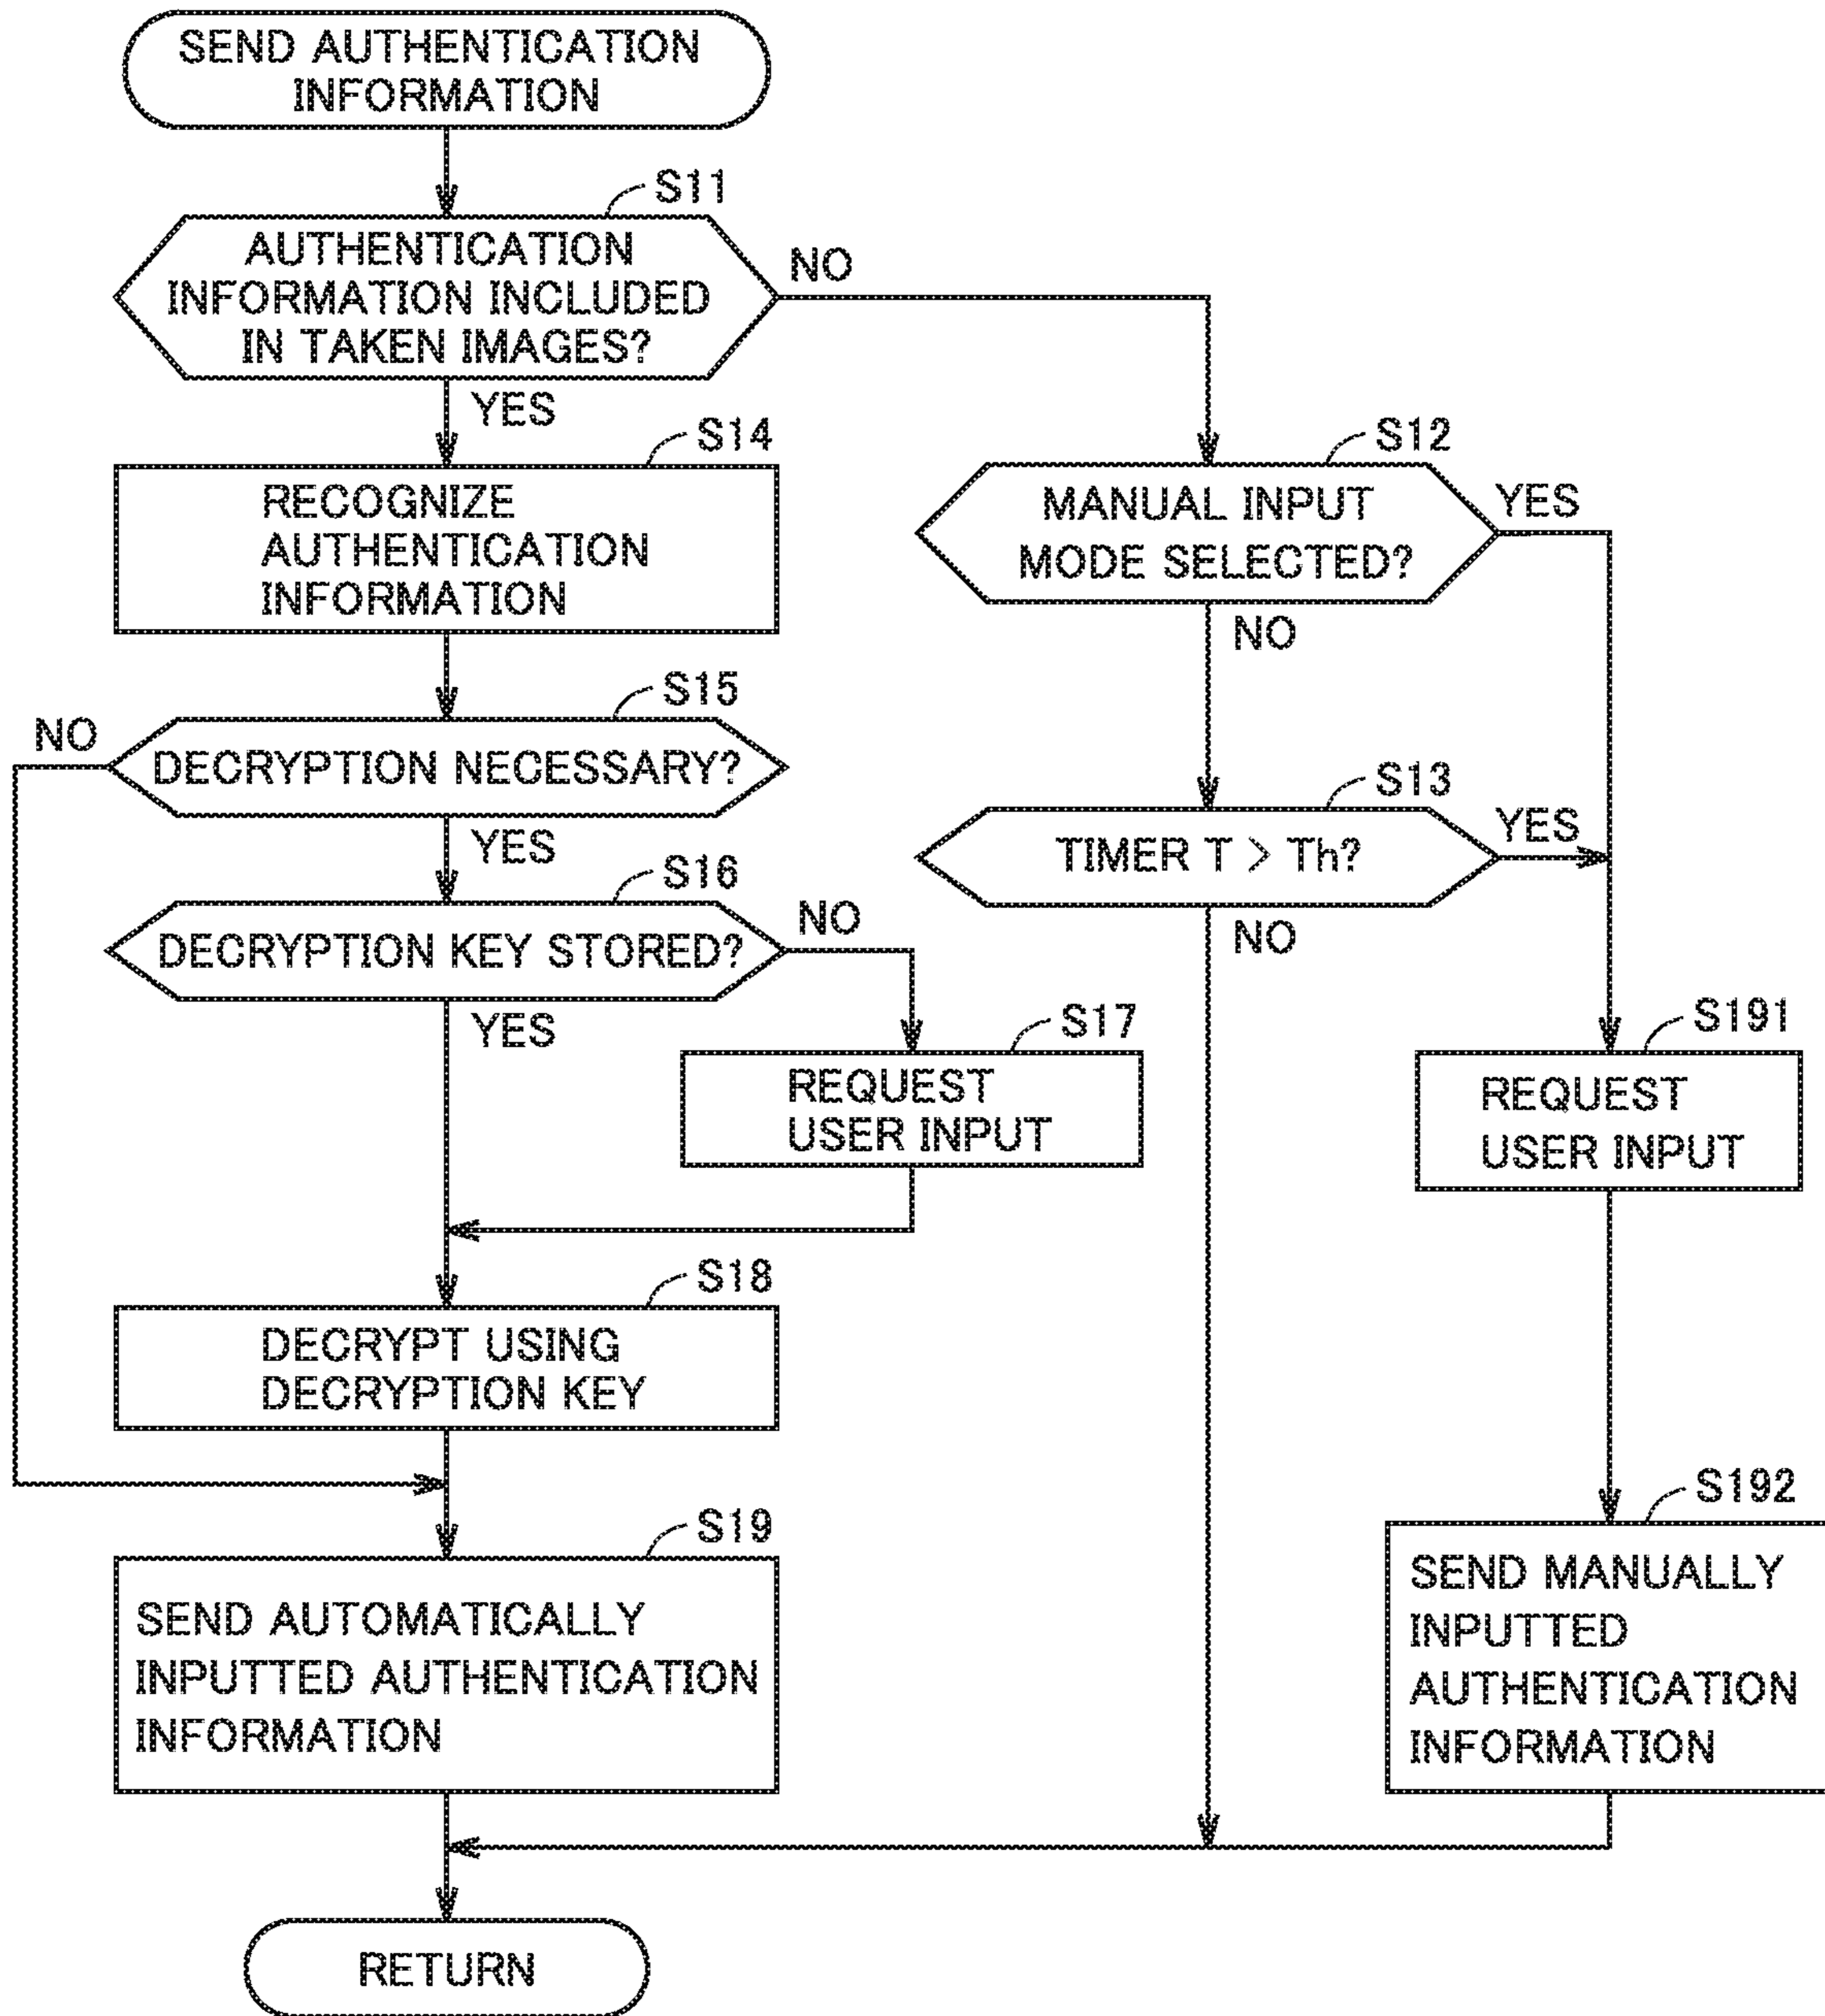 SEND AUTHENTICATION
INFORMATION
S11
AUTHENTICATION
INFORMATION INCLUDED
IN TAKEN IMAGES?
NO
YES
S14
RECOGNIZE
AUTHENTICATION
INFORMATION
S12
MANUAL INPUT
MODE SELECTED?
YES
NO
S15
NO
DECRYPTION NECESSARY?
YES
S13
TIMER T > Th?
YES
NO
S16
DECRYPTION KEY STORED?
NO
YES
S17
REQUEST
USER INPUT
S191
REQUEST
USER INPUT
S18
DECRYPT USING
DECRYPTION KEY
S19
SEND AUTOMATICALLY
INPUTTED AUTHENTICATION
INFORMATION
S192
SEND MANUALLY
INPUTTED
AUTHENTICATION
INFORMATION
RETURN